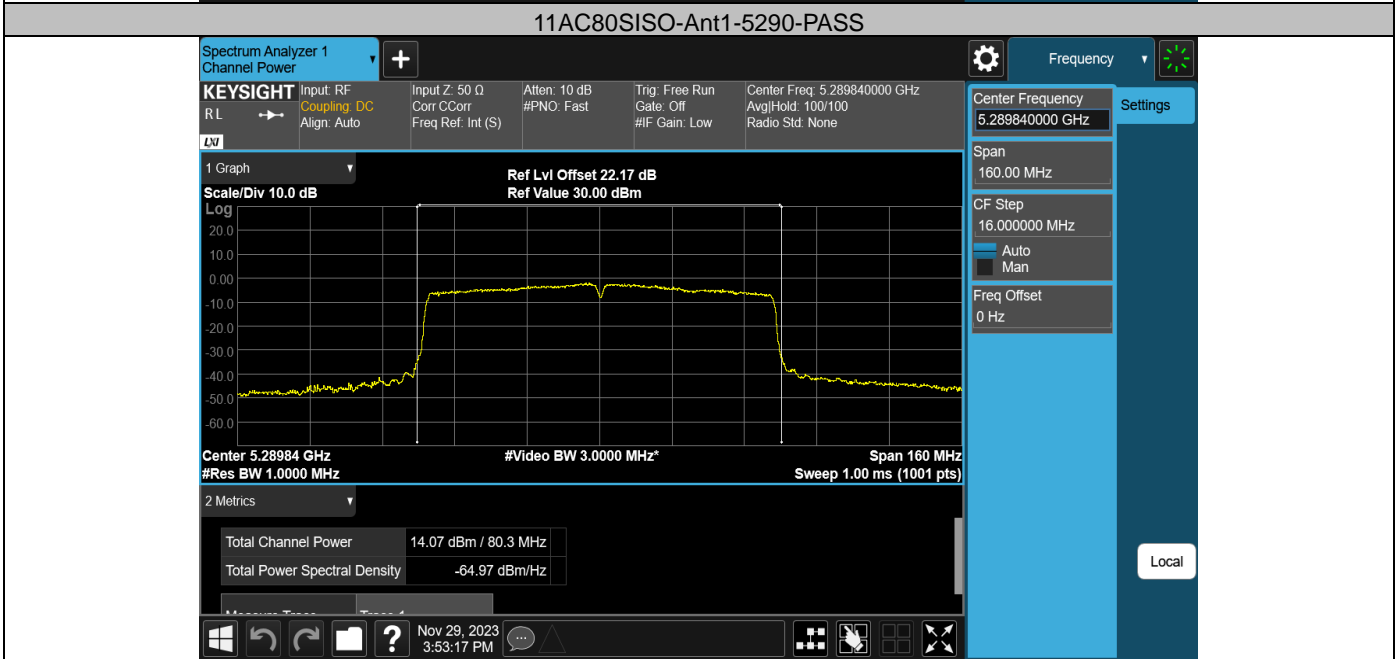 11AC80SISO-Ant1-5290-PASS
Spectrum Analyzer 1
Channel Power
+
Frequency
KEYSIGHT
RL
LXI
Input: RF
Coupling: DC
Align: Auto
Input Z: 50 Ω
Corr CCorr
Freq Ref: Int (S)
Atten: 10 dB
#PNO: Fast
Trig: Free Run
Gate: Off
#IF Gain: Low
Center Freq: 5.289840000 GHz
Avg|Hold: 100/100
Radio Std: None
Center Frequency
5.289840000 GHz
Settings
Span
160.00 MHz
CF Step
16.000000 MHz
Auto
Man
Freq Offset
0 Hz
1 Graph
Scale/Div 10.0 dB
Ref Lvl Offset 22.17 dB
Ref Value 30.00 dBm
Log
20.0
10.0
0.00
-10.0
-20.0
-30.0
-40.0
-50.0
-60.0
Center 5.28984 GHz
#Res BW 1.0000 MHz
#Video BW 3.0000 MHz*
Span 160 MHz
Sweep 1.00 ms (1001 pts)
2 Metrics
Total Channel Power 14.07 dBm / 80.3 MHz
Total Power Spectral Density -64.97 dBm/Hz
Measure Trace Trace 1
Local
?
Nov 29, 2023
3:53:17 PM